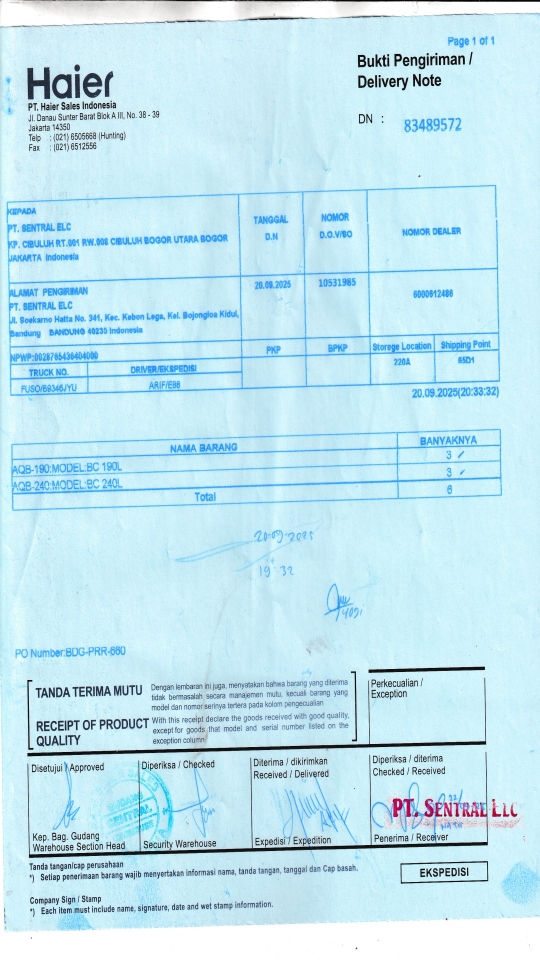 Page 1 of 1
Haier
Bukti Pengiriman /
Delivery Note
PT. Haier Sales Indonesia
Jl. Danau Sunter Barat Blok A III, No. 38 - 39
Jakarta 14350
Telp : (021) 6505668 (Hunting)
Fax : (021) 6512556
DN : 83489572
KEPADA
PT. SENTRAL ELC
KP. CIBULUH RT.001 RW.008 CIBULUH BOGOR UTARA BOGOR
JAKARTA Indonesia
TANGGAL
D.N
NOMOR
D.O.V/SO
NOMOR DEALER
ALAMAT PENGIRIMAN
PT. SENTRAL ELC
Jl. Soekarno Hatta No. 341, Kec. Kebon Lega, Kel. Bojongloa Kidul,
Bandung BANDUNG 40235 Indonesia
20.09.2025
10531985
6000612486
NPWP:0028765436404000
PKP
BPKP
Storege Location
Shipping Point
TRUCK NO.
DRIVER/EKSPEDISI
220A
65D1
FUSO/B9346JYU
ARIF/E86
20.09.2025(20:33:32)
NAMA BARANG
BANYAKNYA
AQB-190:MODEL:BC 190L
3
AQB-240:MODEL:BC 240L
3
Total
6
20-09-2025
19 32
PO Number:BDG-PRR-660
TANDA TERIMA MUTU
Dengan lembaran ini juga, menyatakan bahwa barang yang diterima
tidak bermasalah secara manajemen mutu, kecuali barang yang
model dan nomor serinya tertera pada kolom pengecualian
RECEIPT OF PRODUCT
QUALITY
With this receipt declare the goods received with good quality,
except for goods that model and serial number listed on the
exception column
Perkecualian /
Exception
Disetujui / Approved
Diperiksa / Checked
Diterima / dikirimkan
Received / Delivered
Diperiksa / diterima
Checked / Received
PT. SENTRAL LLC
Kep. Bag. Gudang
Warehouse Section Head
Security Warehouse
Expedisi / Expedition
Penerima / Receiver
Tanda tangan/cap perusahaan
*) Setiap penerimaan barang wajib menyertakan informasi nama, tanda tangan, tanggal dan Cap basah.
EKSPEDISI
Company Sign / Stamp
*) Each item must include name, signature, date and wet stamp information.